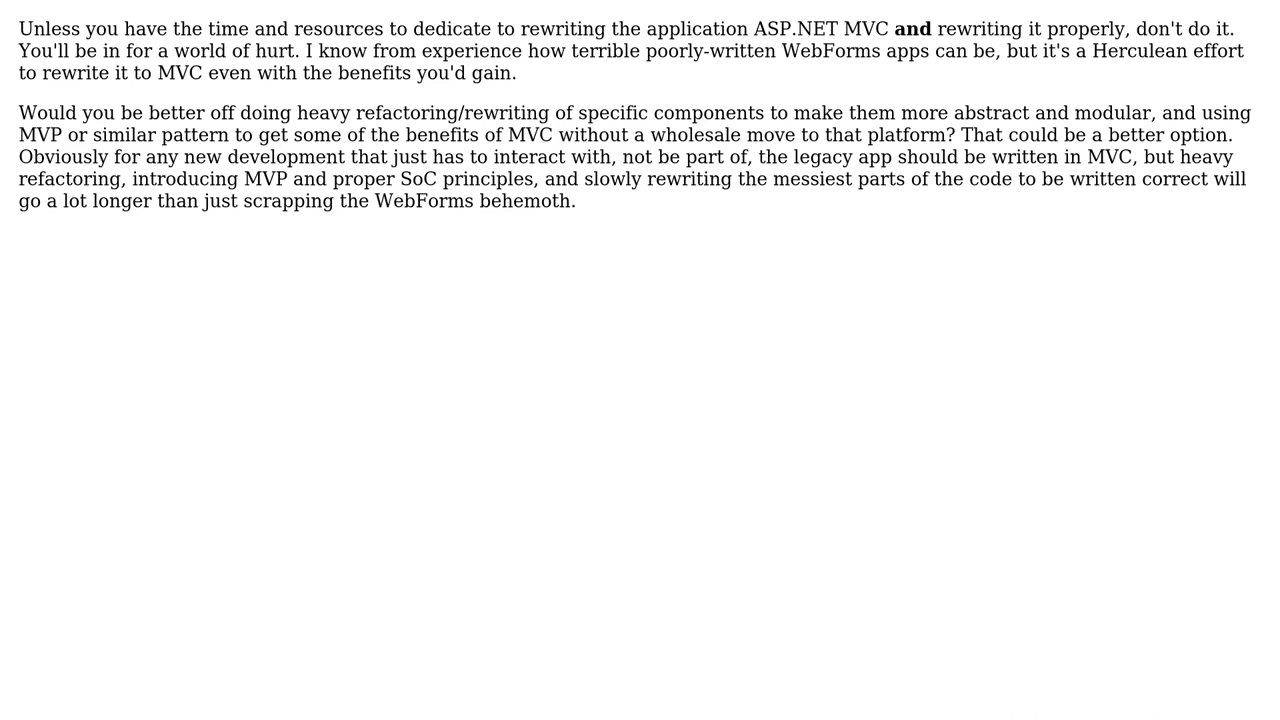 Unless you have the time and resources to dedicate to rewriting the application ASP.NET MVC and rewriting it properly, don't do it.
You'll be in for a world of hurt. I know from experience how terrible poorly-written WebForms apps can be, but it's a Herculean effort
to rewrite it to MVC even with the benefits you'd gain.
Would you be better off doing heavy refactoring/rewriting of specific components to make them more abstract and modular, and using
MVP or similar pattern to get some of the benefits of MVC without a wholesale move to that platform? That could be a better option.
Obviously for any new development that just has to interact with, not be part of, the legacy app should be written in MVC, but heavy
refactoring, introducing MVP and proper SoC principles, and slowly rewriting the messiest parts of the code to be written correct will
go a lot longer than just scrapping the WebForms behemoth.